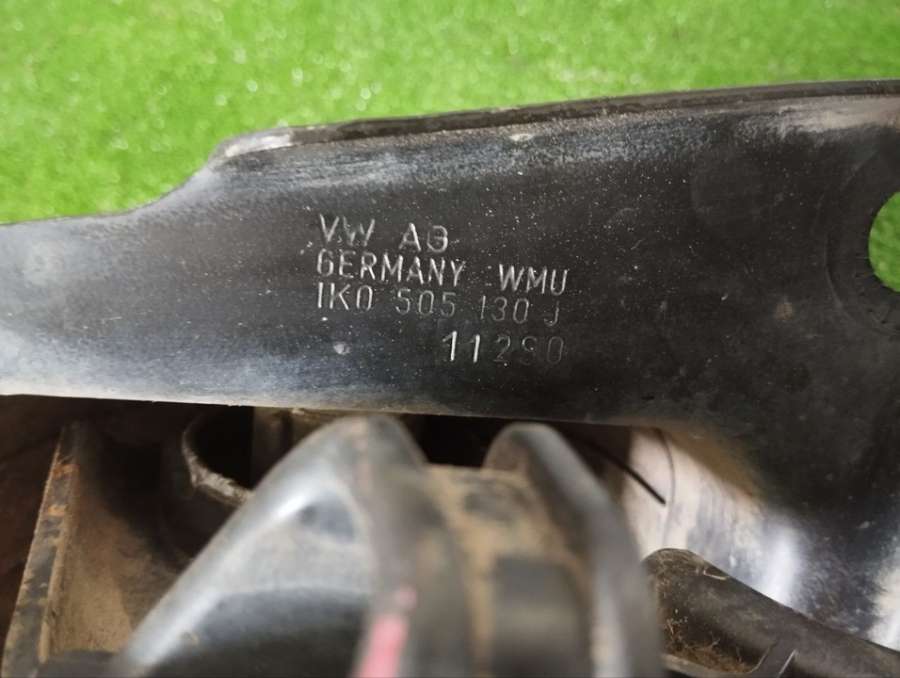 VW AG
GERMANY WMU
1K0 505 130 J
11290